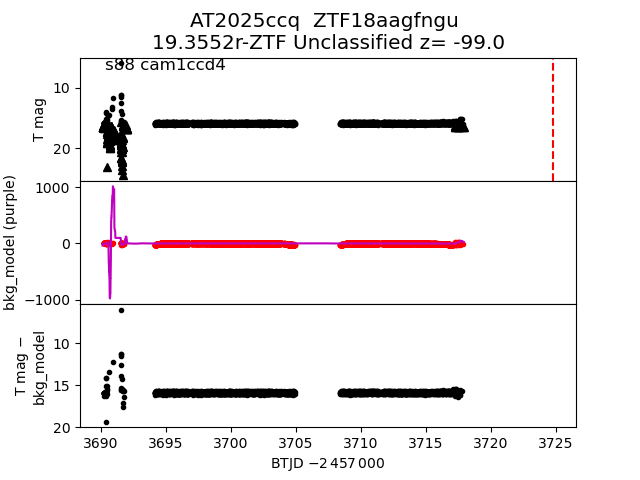 AT2025ccq  ZTF18aagfngu
19.3552r-ZTF Unclassified z= -99.0
s88 cam1ccd4
T mag
10
20
bkg_model (purple)
1000
0
−1000
T mag −
bkg_model
10
15
20
3690 3695 3700 3705 3710 3715 3720 3725
BTJD −2 457 000